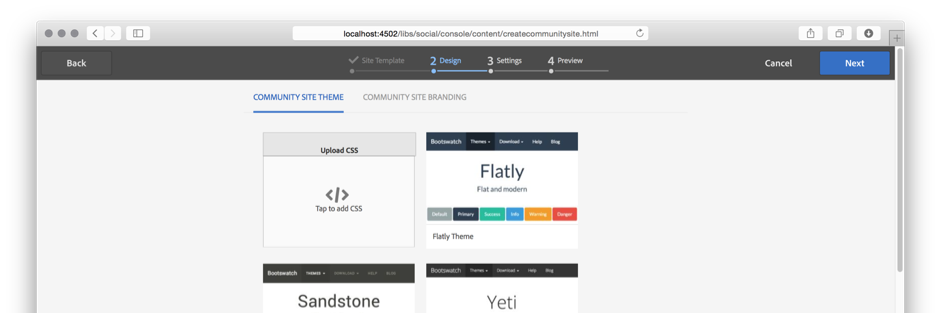 localhost:4502/libs/social/console/content/createcommunitysite.html
Back
Site Template
2 Design
3 Settings
4 Preview
Cancel
Next
COMMUNITY SITE THEME
COMMUNITY SITE BRANDING
Upload CSS
</>
Tap to add CSS
Bootswatch Themes Download Help Blog
Flatly
Flat and modern
Default Primary Success Info Warning Danger
Flatly Theme
Bootswatch THEMES DOWNLOAD HELP BLOG
Sandstone
Bootswatch Themes Download Help Blog
Yeti